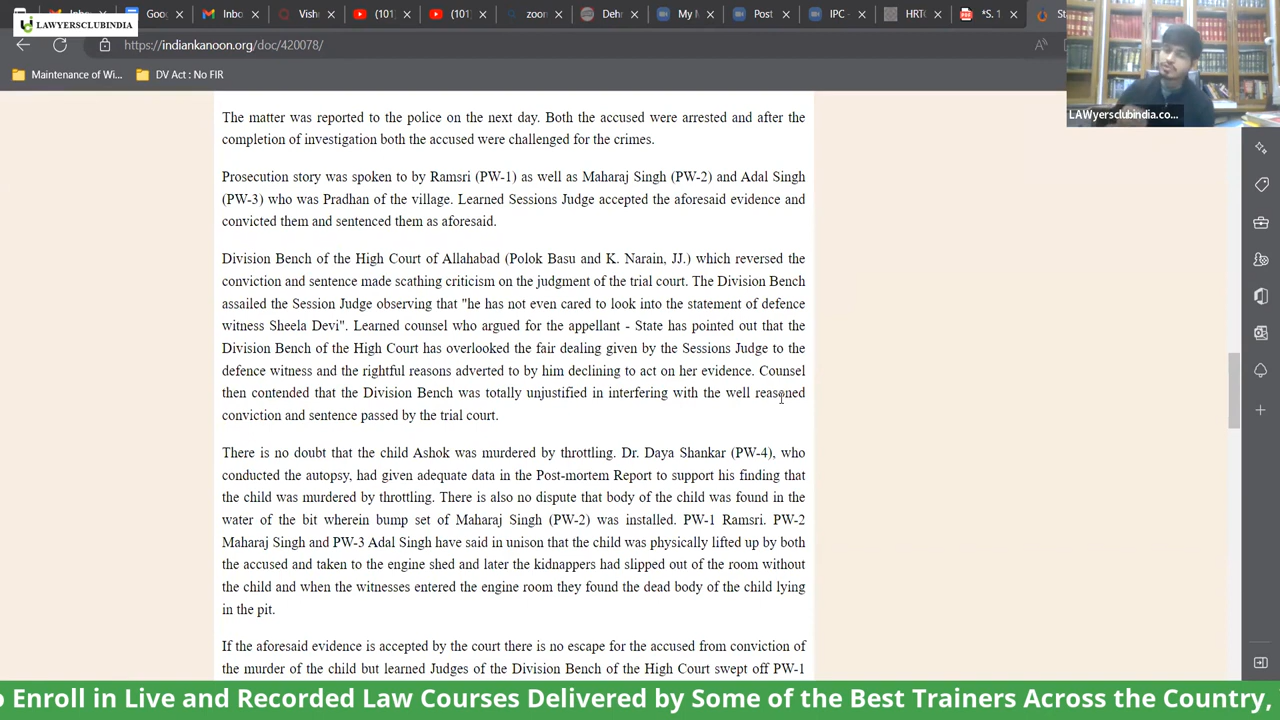 LAWYERSCLUBINDIA
Inb
Goo
Inbo
Vish
(101
(101
zoor
Dehr
My M
Post -
EC -
HRTC
*S.
St
https://indiankanoon.org/doc/420078/
Maintenance of Wi...
DV Act : No FIR
LAWyersclubindia.co...
The matter was reported to the police on the next day. Both the accused were arrested and after the
completion of investigation both the accused were challenged for the crimes.
Prosecution story was spoken to by Ramsri (PW-1) as well as Maharaj Singh (PW-2) and Adal Singh
(PW-3) who was Pradhan of the village. Learned Sessions Judge accepted the aforesaid evidence and
convicted them and sentenced them as aforesaid.
Division Bench of the High Court of Allahabad (Polok Basu and K. Narain, JJ.) which reversed the
conviction and sentence made scathing criticism on the judgment of the trial court. The Division Bench
assailed the Session Judge observing that "he has not even cared to look into the statement of defence
witness Sheela Devi". Learned counsel who argued for the appellant - State has pointed out that the
Division Bench of the High Court has overlooked the fair dealing given by the Sessions Judge to the
defence witness and the rightful reasons adverted to by him declining to act on her evidence. Counsel
then contended that the Division Bench was totally unjustified in interfering with the well reasoned
conviction and sentence passed by the trial court.
There is no doubt that the child Ashok was murdered by throttling. Dr. Daya Shankar (PW-4), who
conducted the autopsy, had given adequate data in the Post-mortem Report to support his finding that
the child was murdered by throttling. There is also no dispute that body of the child was found in the
water of the bit wherein bump set of Maharaj Singh (PW-2) was installed. PW-1 Ramsri. PW-2
Maharaj Singh and PW-3 Adal Singh have said in unison that the child was physically lifted up by both
the accused and taken to the engine shed and later the kidnappers had slipped out of the room without
the child and when the witnesses entered the engine room they found the dead body of the child lying
in the pit.
If the aforesaid evidence is accepted by the court there is no escape for the accused from conviction of
the murder of the child but learned Judges of the Division Bench of the High Court swept off PW-1
o Enroll in Live and Recorded Law Courses Delivered by Some of the Best Trainers Across the Country,